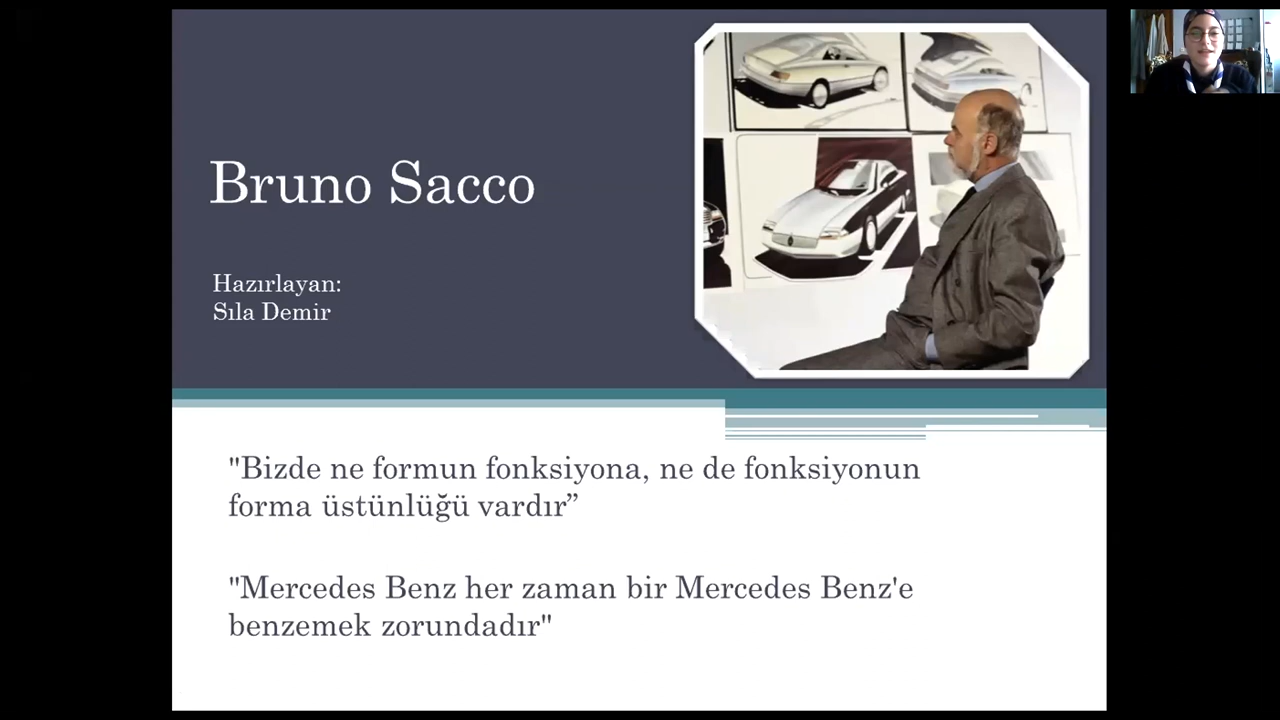 Bruno Sacco
Hazırlayan:
Sıla Demir
"Bizde ne formun fonksiyona, ne de fonksiyonun
forma üstünlüğü vardır”
"Mercedes Benz her zaman bir Mercedes Benz'e
benzemek zorundadır"